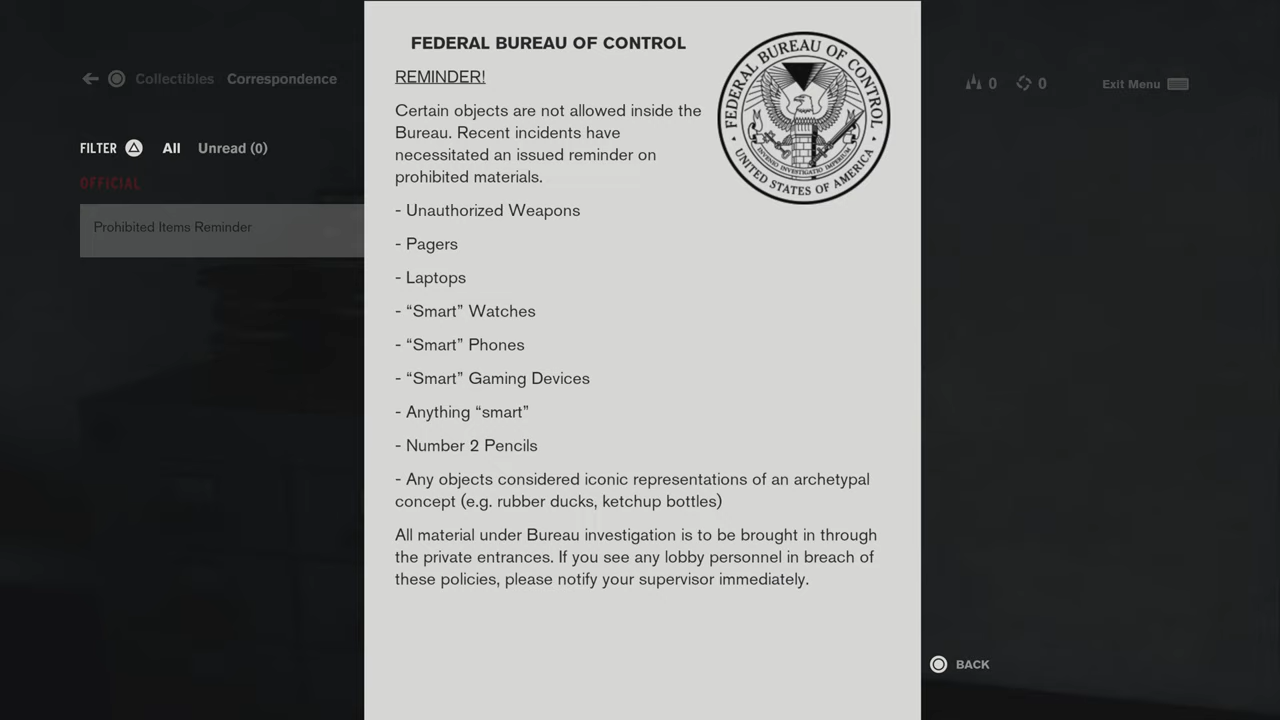 FEDERAL BUREAU OF CONTROL
REMINDER!
Certain objects are not allowed inside the
Bureau. Recent incidents have
necessitated an issued reminder on
prohibited materials.
- Unauthorized Weapons
- Pagers
- Laptops
- “Smart” Watches
- “Smart” Phones
- “Smart” Gaming Devices
- Anything “smart”
- Number 2 Pencils
- Any objects considered iconic representations of an archetypal
concept (e.g. rubber ducks, ketchup bottles)
All material under Bureau investigation is to be brought in through
the private entrances. If you see any lobby personnel in breach of
these policies, please notify your supervisor immediately.
FEDERAL BUREAU OF CONTROL
INVENIO INVESTIGATIO IMPERIUM
UNITED STATES OF AMERICA
Collectibles Correspondence
FILTER All Unread (0)
OFFICIAL
Prohibited Items Reminder
0 0 Exit Menu
BACK